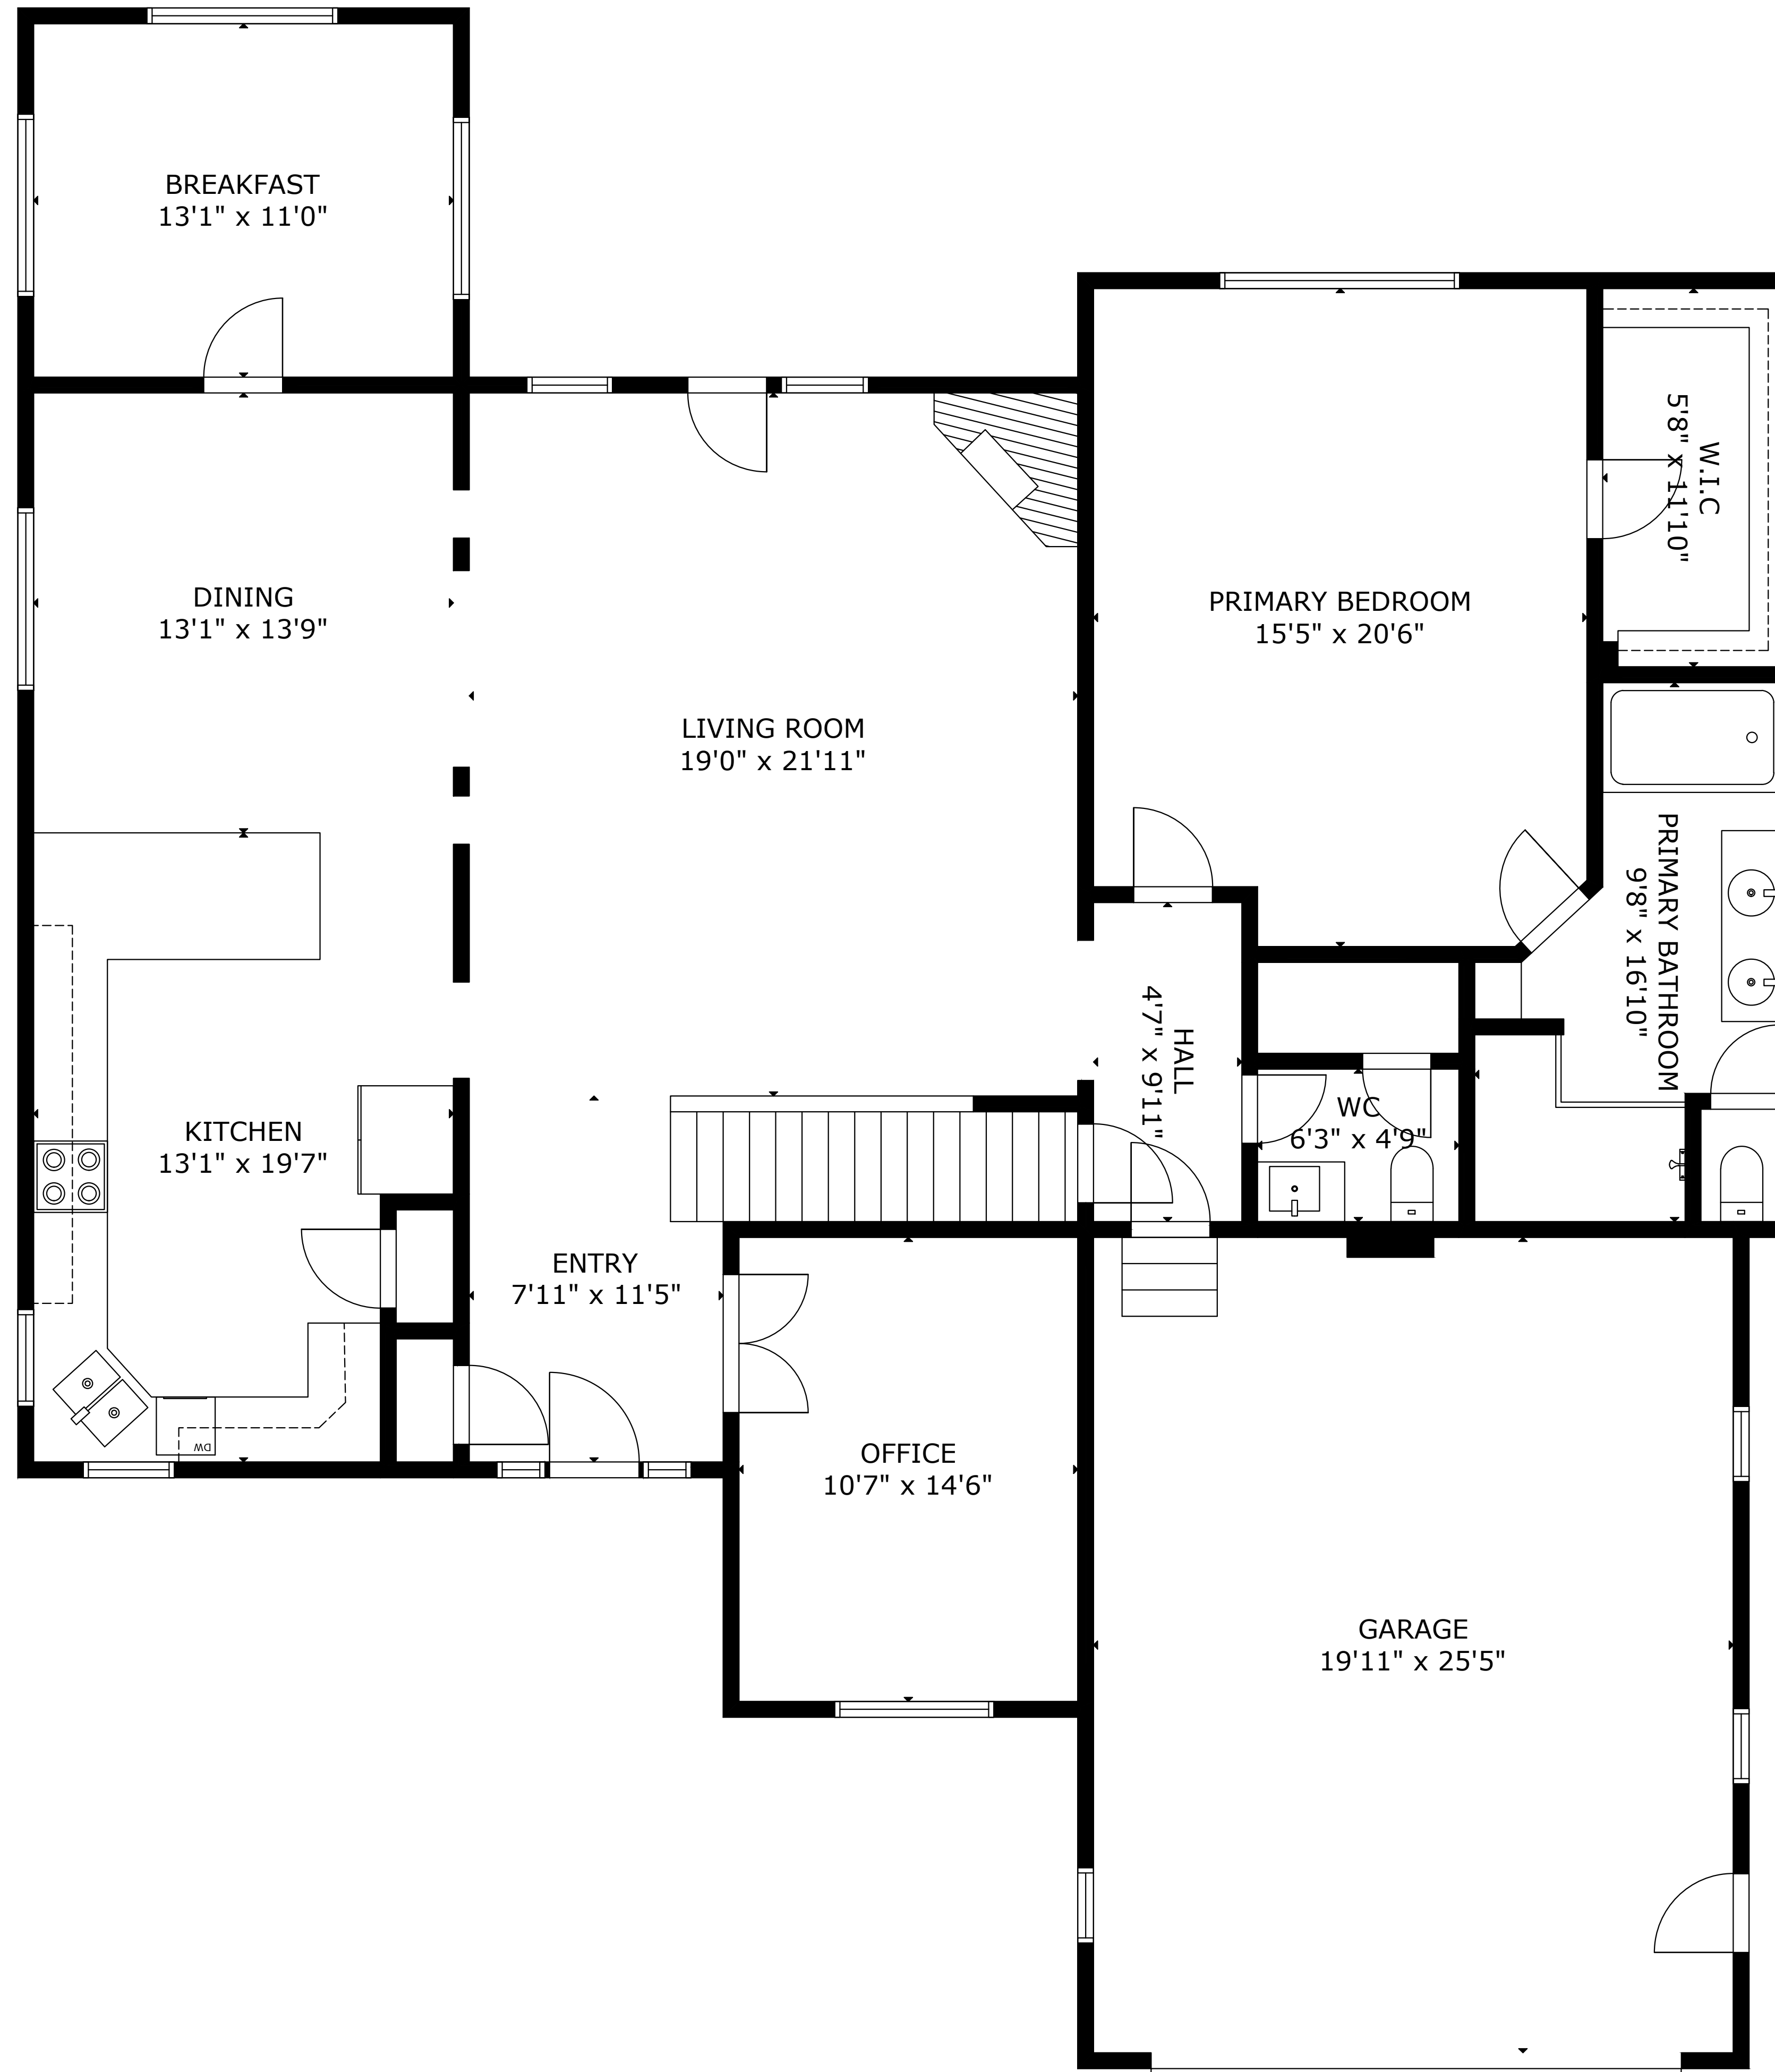 BREAKFAST
13'1" x 11'0"
W.I.C
5'8" x 11'10"
DINING
13'1" x 13'9"
PRIMARY BEDROOM
15'5" x 20'6"
LIVING ROOM
19'0" x 21'11"
PRIMARY BATHROOM
9'8" x 16'10"
HALL
4'7" x 9'11"
WC
6'3" x 4'9"
KITCHEN
13'1" x 19'7"
ENTRY
7'11" x 11'5"
DW
OFFICE
10'7" x 14'6"
GARAGE
19'11" x 25'5"